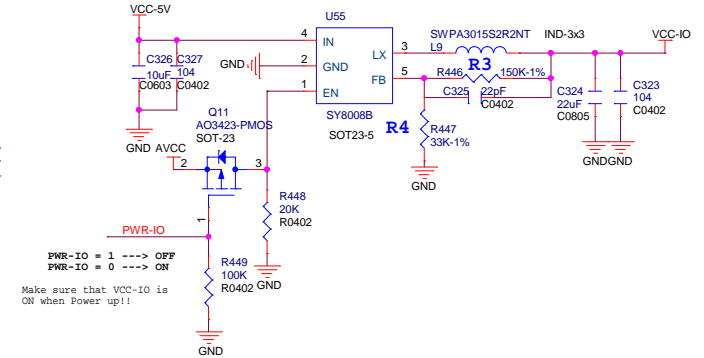 VCC-5V
U55
SWPA3015S2R2NT
IND-3x3
VCC-IO
4
IN
LX
3
L9
R3
GND
2
GND
FB
5
R446
150K-1%
C326
C327
10uF
104
C0603
C0402
1
EN
C325
22pF
C0402
C324
22uF
C0805
C323
104
C0402
SY8008B
SOT23-5
R4
R447
33K-1%
Q11
AO3423-PMOS
SOT-23
GND
AVCC
GND
GND
GND
2
3
R448
20K
R0402
1
PWR-IO
PWR-IO = 1 ---> OFF
PWR-IO = 0 ---> ON
R449
100K
R0402
GND
Make sure that VCC-IO is
ON when Power up!!
GND